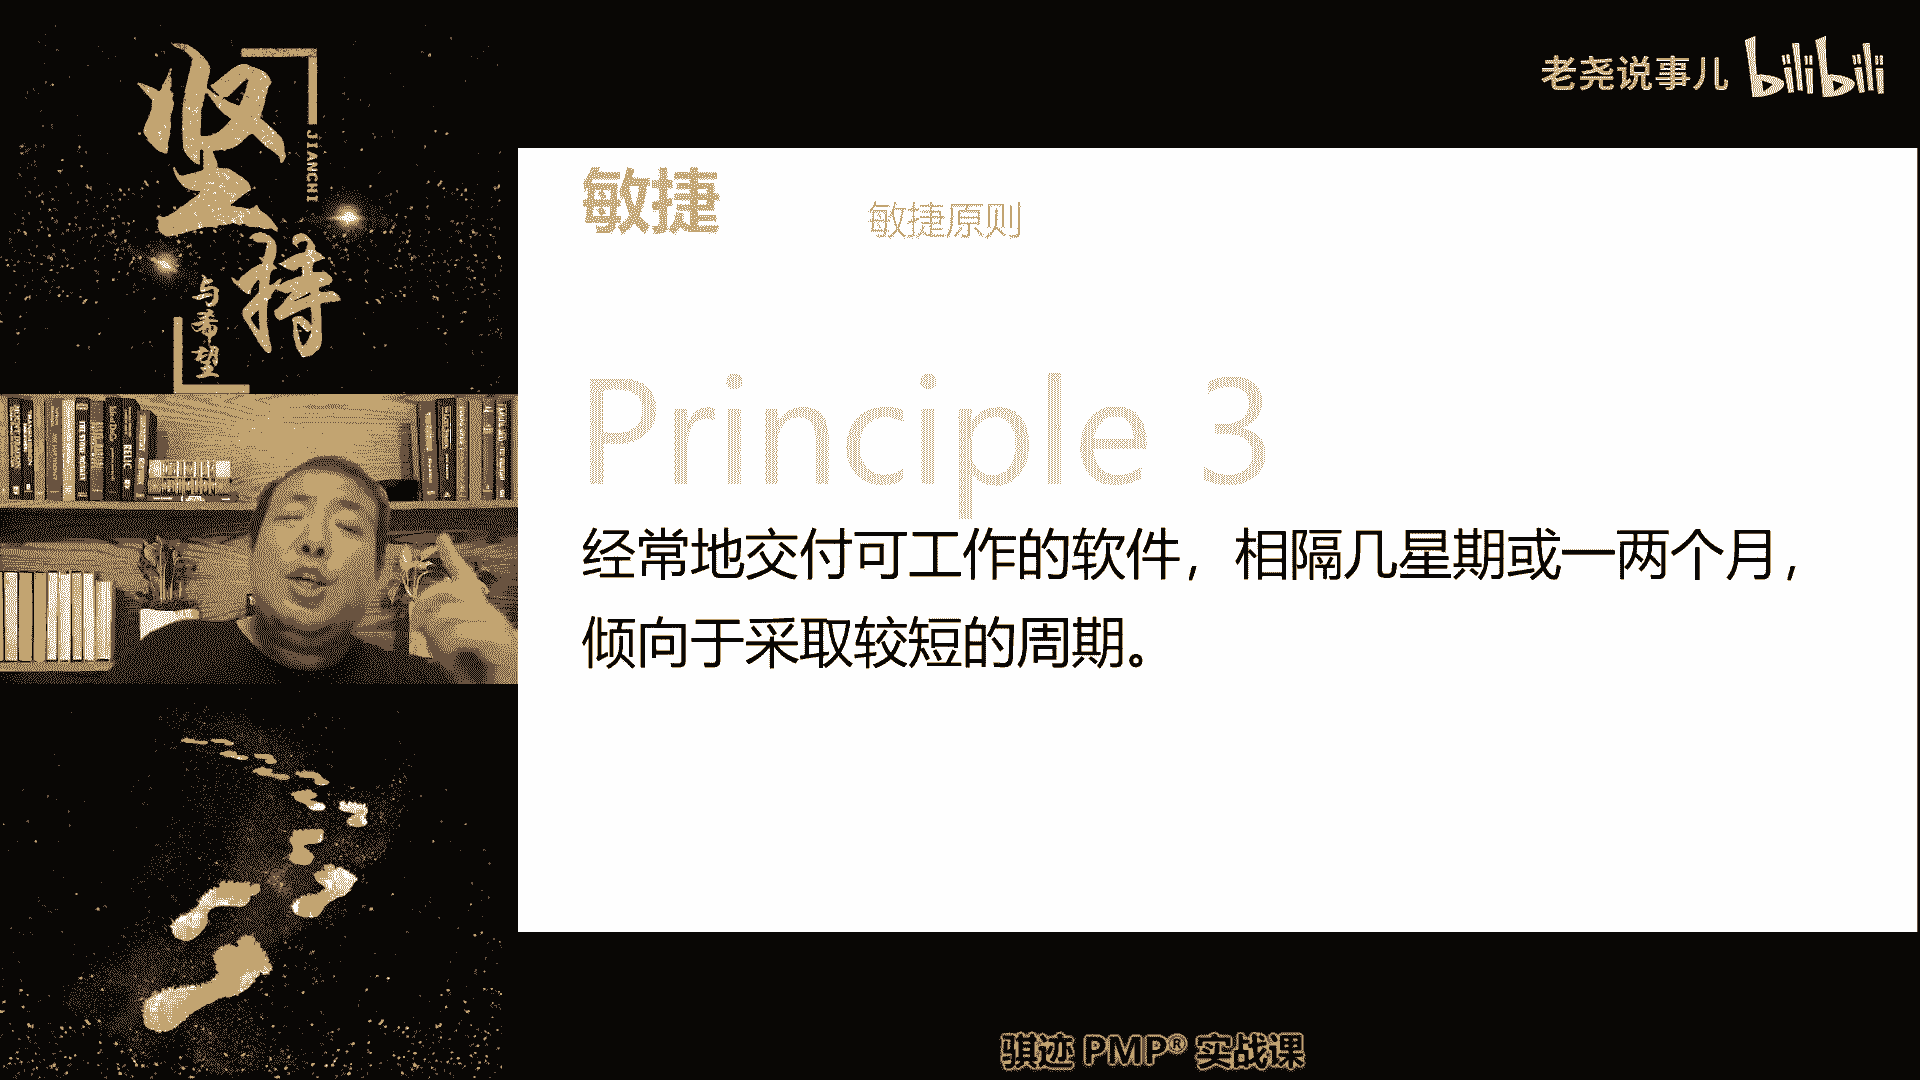 坚持
JIANCHI
与希望
老尧说事儿 bilibili
敏捷
敏捷原则
Principle 3
经常地交付可工作的软件，相隔几星期或一两个月，
倾向于采取较短的周期。
骐迹 PMP® 实战课